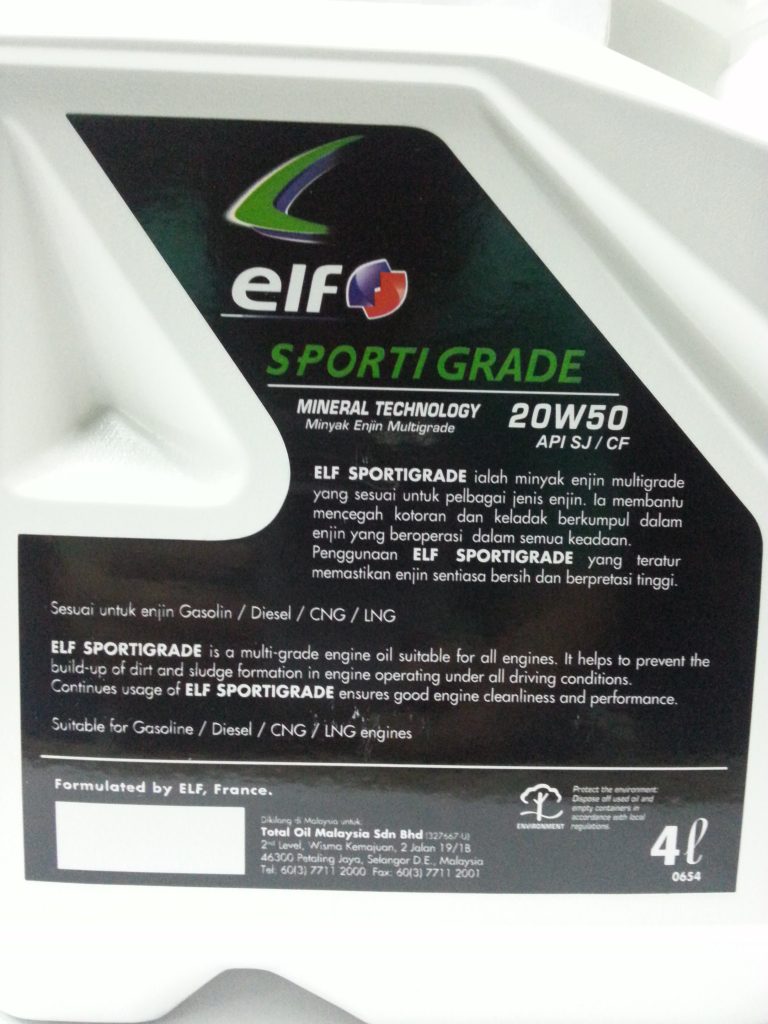 elf
SPORTI GRADE
MINERAL TECHNOLOGY 20W50
Minyak Enjin Multigrade API SJ / CF
ELF SPORTIGRADE ialah minyak enjin multigrade
yang sesuai untuk pelbagai jenis enjin. Ia membantu
mencegah kotoran dan keladak berkumpul dalam
enjin yang beroperasi dalam semua keadaan.
Penggunaan ELF SPORTIGRADE yang teratur
memastikan enjin sentiasa bersih dan berpretasi tinggi.
Sesuai untuk enjin Gasolin / Diesel / CNG / LNG
ELF SPORTIGRADE is a multi-grade engine oil suitable for all engines. It helps to prevent the
build-up of dirt and sludge formation in engine operating under all driving conditions.
Continues usage of ELF SPORTIGRADE ensures good engine cleanliness and performance.
Suitable for Gasoline / Diesel / CNG / LNG engines
Formulated by ELF, France.
Dikilang di Malaysia untuk:
Total Oil Malaysia Sdn Bhd (327667-U)
2nd Level, Wisma Kemajuan, 2 Jalan 19/1B
46300 Petaling Jaya, Selangor D.E., Malaysia
Tel: 60(3) 7711 2000 Fax: 60(3) 7711 2001
ENVIRONMENT
Protect the environment:
Dispose off used oil and
empty containers in
accordance with local
regulations.
4ℓ
0654